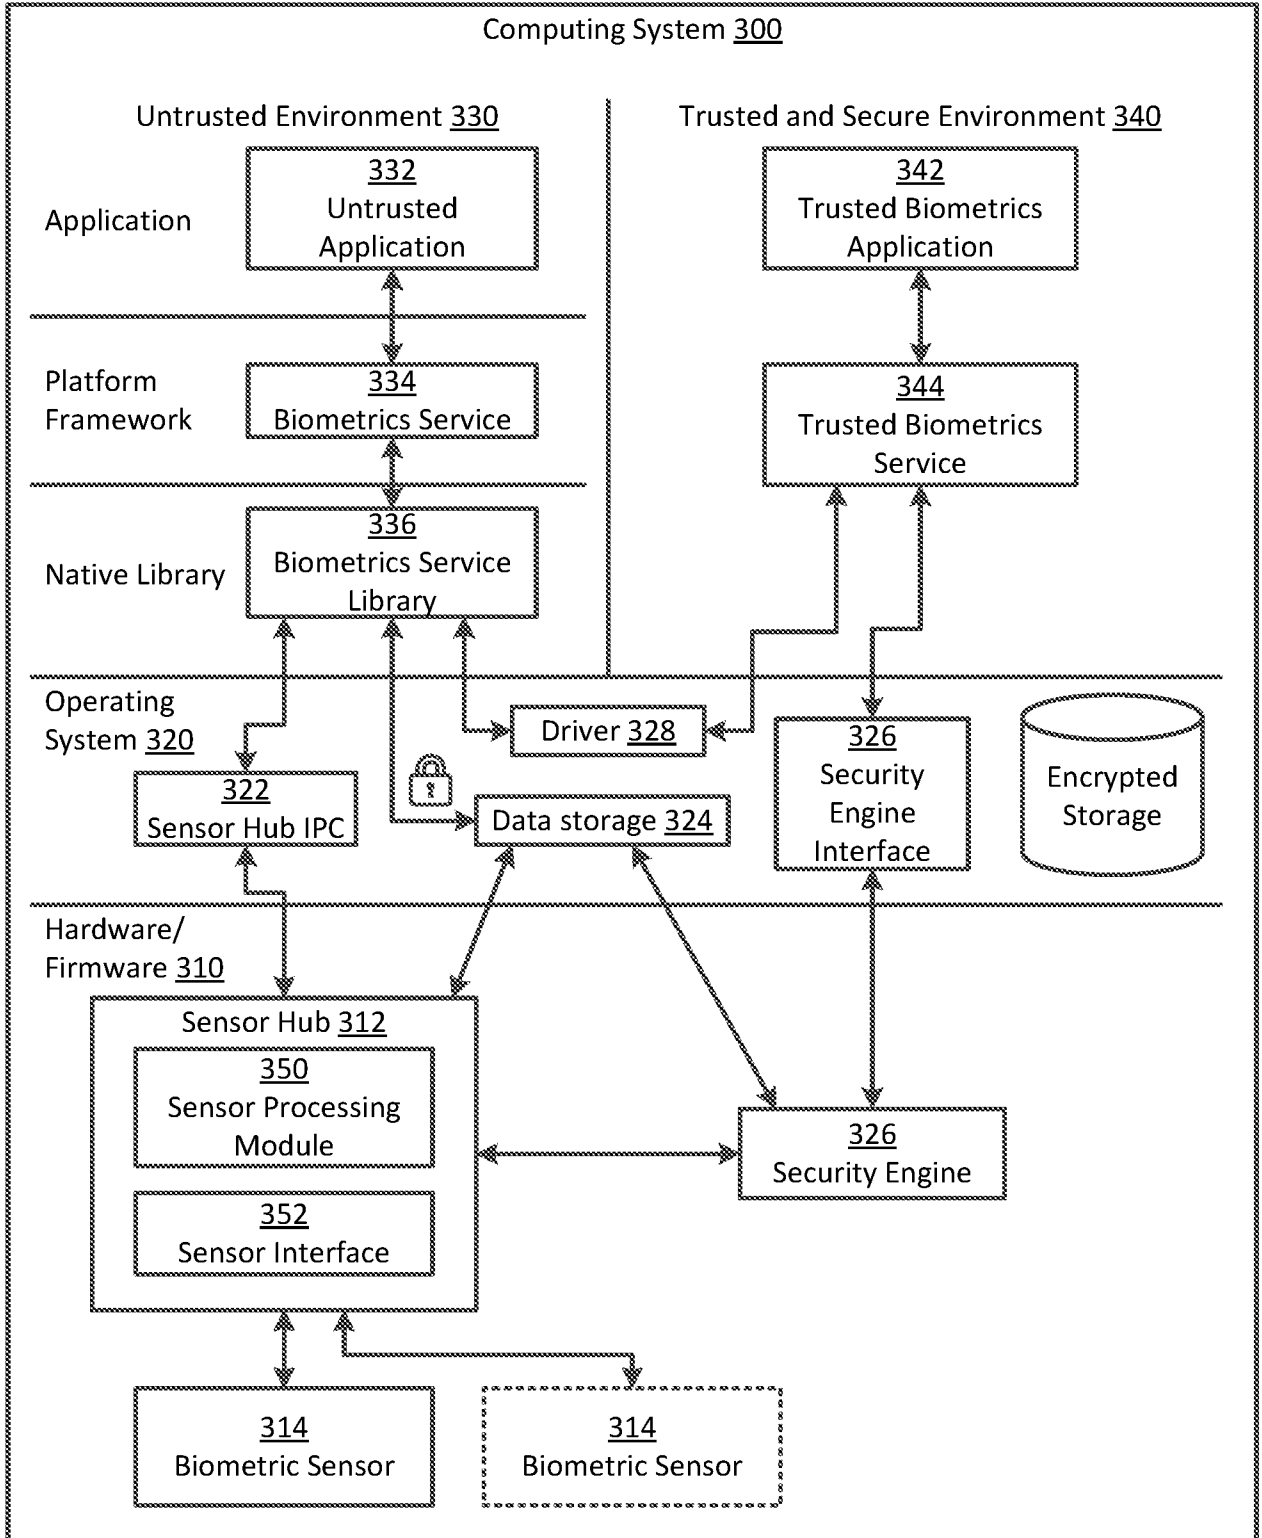 Computing System 300
Untrusted Environment 330
Trusted and Secure Environment 340
Application
332
Untrusted
Application
342
Trusted Biometrics
Application
Platform
Framework
334
Biometrics Service
344
Trusted Biometrics
Service
Native Library
336
Biometrics Service
Library
Operating
System 320
Driver 328
326
Security
Engine
Interface
Encrypted
Storage
322
Sensor Hub IPC
Data storage 324
Hardware/
Firmware 310
Sensor Hub 312
350
Sensor Processing
Module
352
Sensor Interface
326
Security Engine
314
Biometric Sensor
314
Biometric Sensor